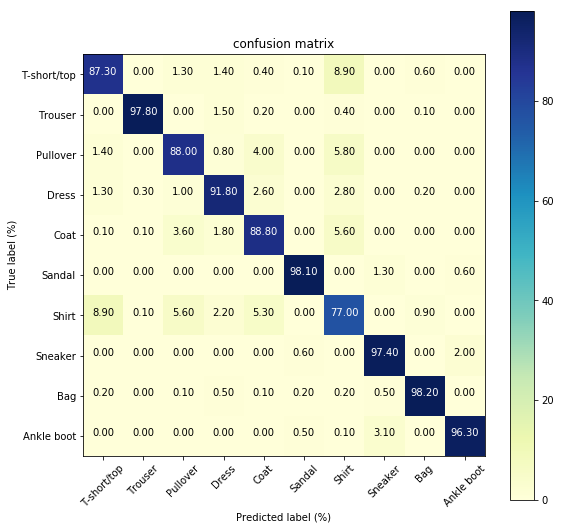 confusion matrix
T-short/top 87.30 0.00 1.30 1.40 0.40 0.10 8.90 0.00 0.60 0.00
Trouser 0.00 97.80 0.00 1.50 0.20 0.00 0.40 0.00 0.10 0.00
Pullover 1.40 0.00 88.00 0.80 4.00 0.00 5.80 0.00 0.00 0.00
Dress 1.30 0.30 1.00 91.80 2.60 0.00 2.80 0.00 0.20 0.00
Coat 0.10 0.10 3.60 1.80 88.80 0.00 5.60 0.00 0.00 0.00
Sandal 0.00 0.00 0.00 0.00 0.00 98.10 0.00 1.30 0.00 0.60
Shirt 8.90 0.10 5.60 2.20 5.30 0.00 77.00 0.00 0.90 0.00
Sneaker 0.00 0.00 0.00 0.00 0.00 0.60 0.00 97.40 0.00 2.00
Bag 0.20 0.00 0.10 0.50 0.10 0.20 0.20 0.50 98.20 0.00
Ankle boot 0.00 0.00 0.00 0.00 0.00 0.50 0.10 3.10 0.00 96.30
T-short/top Trouser Pullover Dress Coat Sandal Shirt Sneaker Bag Ankle boot
Predicted label (%)
True label (%)
80
60
40
20
0